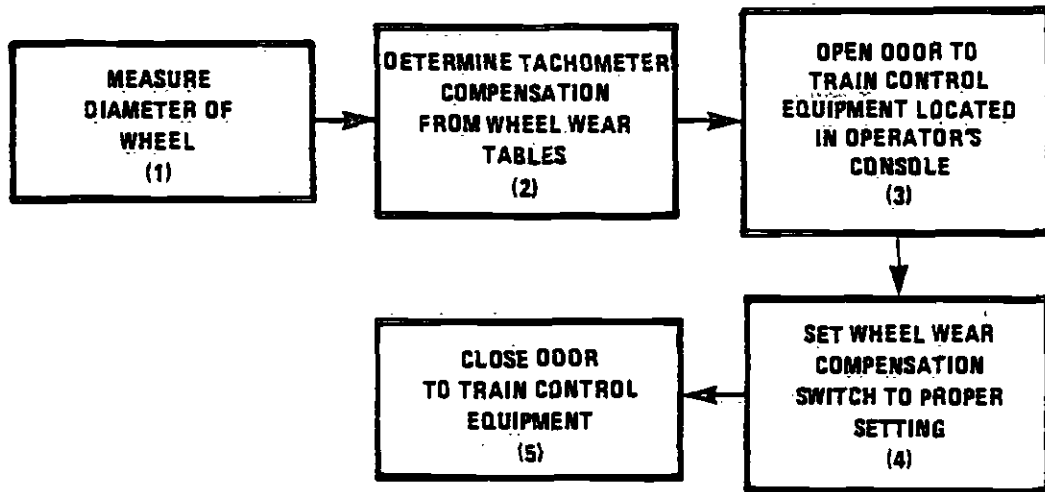 MEASURE
DIAMETER OF
WHEEL
(1)
DETERMINE TACHOMETER
COMPENSATION
FROM WHEEL WEAR
TABLES
(2)
OPEN DOOR TO
TRAIN CONTROL
EQUIPMENT LOCATED
IN OPERATOR'S
CONSOLE
(3)
SET WHEEL WEAR
COMPENSATION
SWITCH TO PROPER
SETTING
(4)
CLOSE DOOR
TO TRAIN CONTROL
EQUIPMENT
(5)